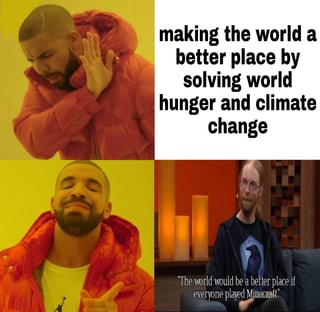 making the world a
better place by
solving world
hunger and climate
change
"The world would be a better place if
everyone played Minecraft"